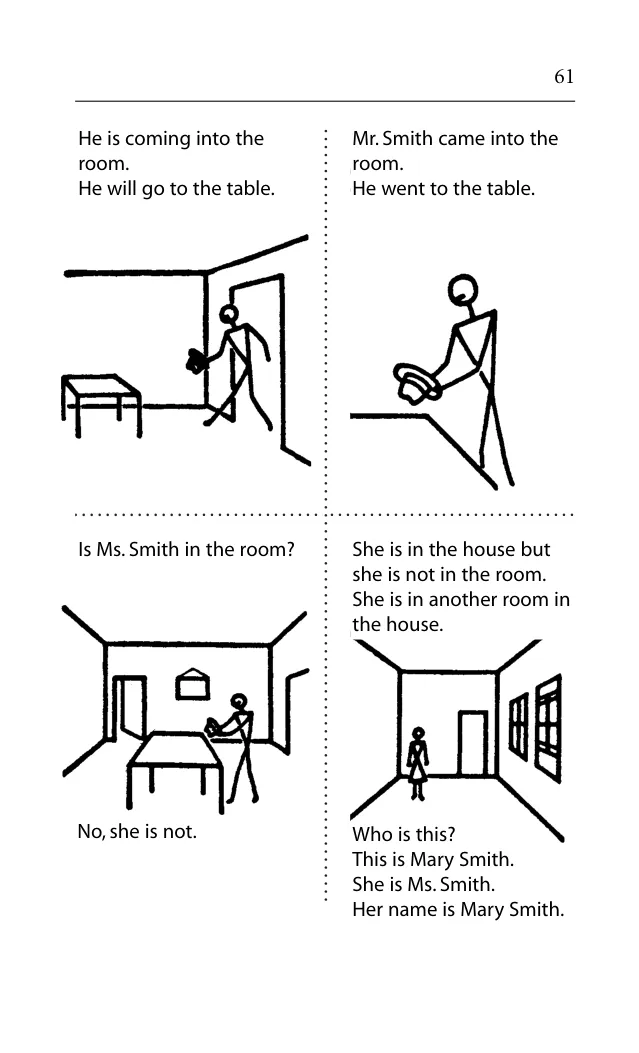 61
He is coming into the
room.
He will go to the table.
Mr. Smith came into the
room.
He went to the table.
Is Ms. Smith in the room?
No, she is not.
She is in the house but
she is not in the room.
She is in another room in
the house.
Who is this?
This is Mary Smith.
She is Ms. Smith.
Her name is Mary Smith.